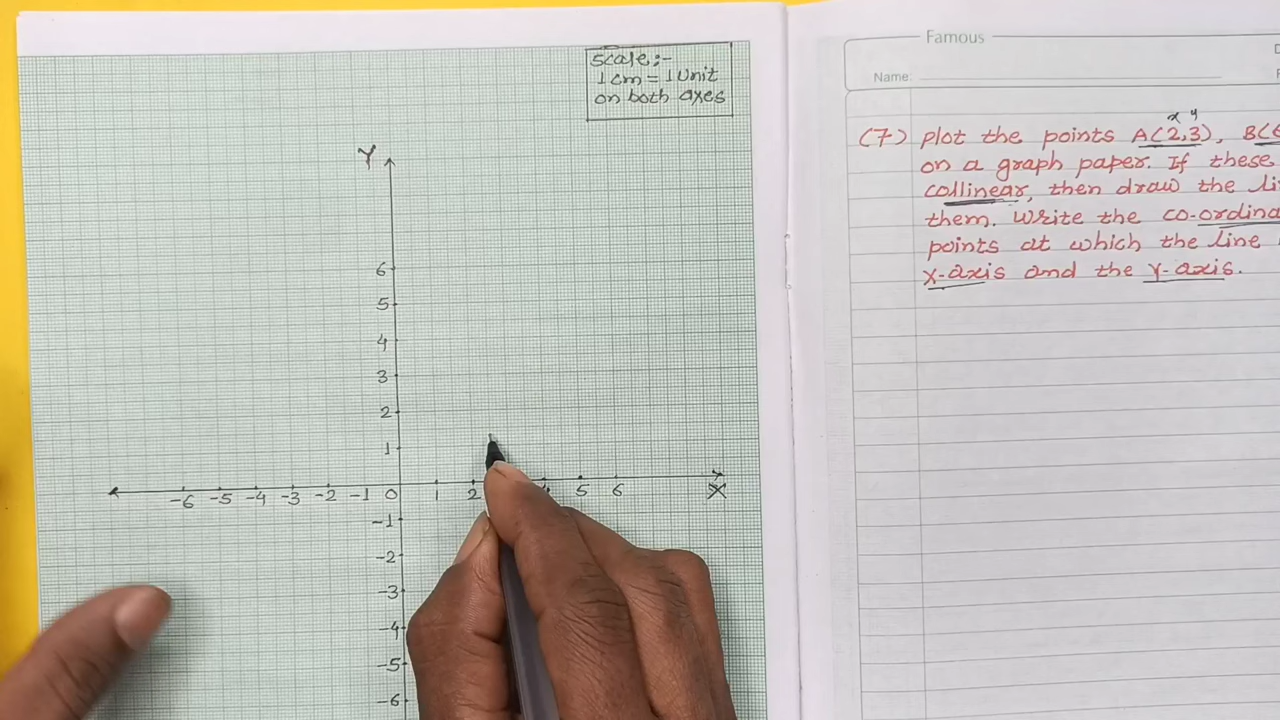 Scale:-
1 cm = 1 Unit
on both axes
Y
6
5
4
3
2
1
-6 -5 -4 -3 -2 -1 0 1 2 4 5 6 X
-1
-2
-3
-4
-5
-6
Famous
Name:
x y
(7) Plot the points A(2,3),
on a graph paper. If these
collinear, then draw the
them. Write the
points at which the line
X-axis and the Y-axis.